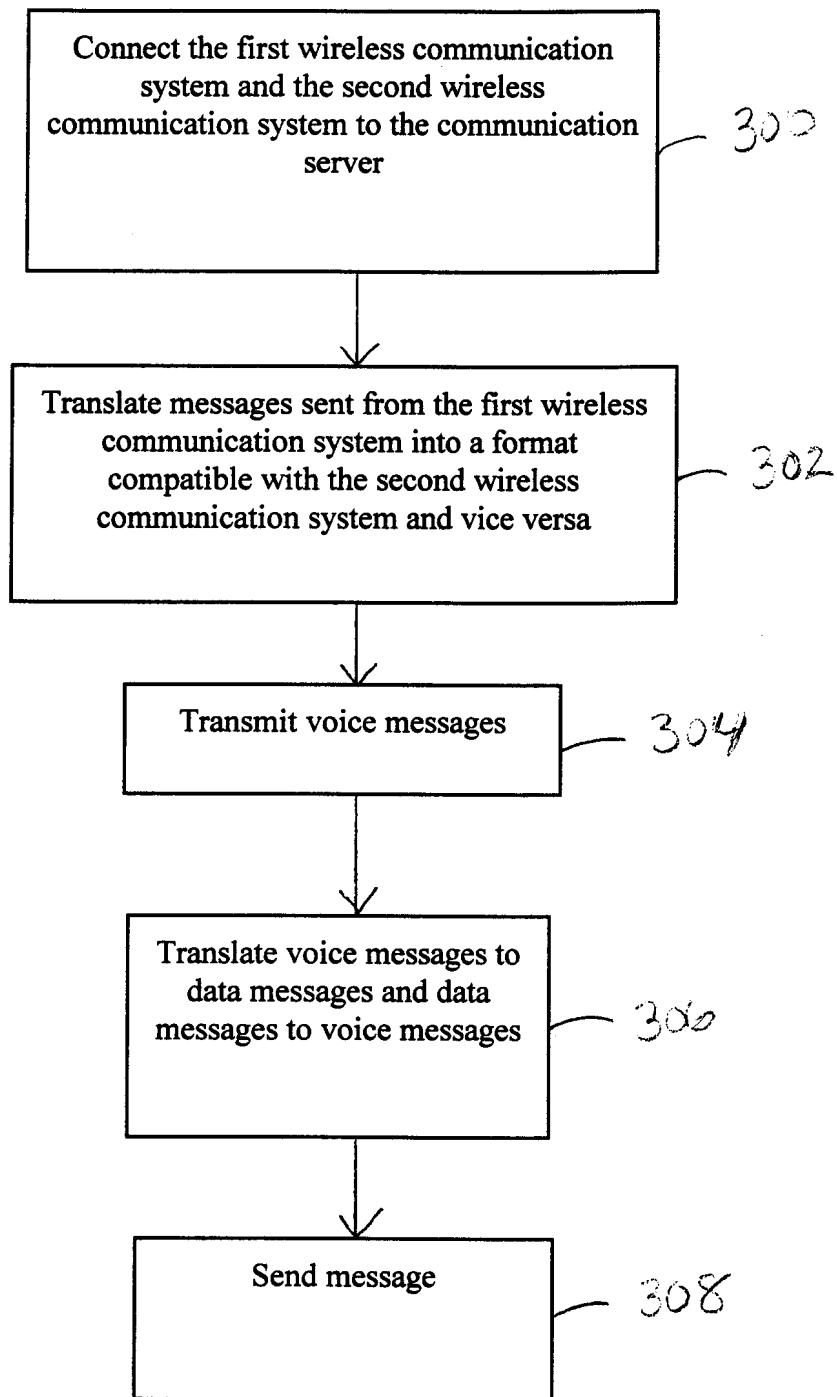 Connect the first wireless communication
system and the second wireless
communication system to the communication
server
300
Translate messages sent from the first wireless
communication system into a format
compatible with the second wireless
communication system and vice versa
302
Transmit voice messages
304
Translate voice messages to
data messages and data
messages to voice messages
306
Send message
308